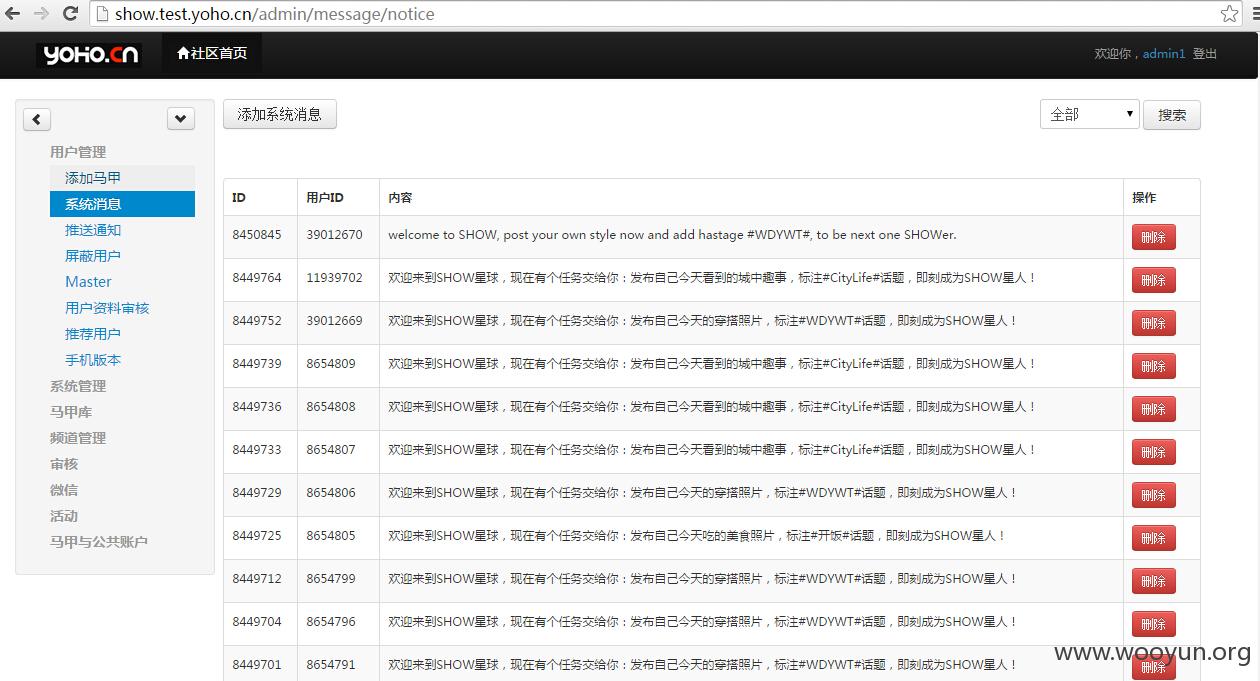 show.test.yoho.cn/admin/message/notice
YOHO.CN
社区首页
欢迎你，admin1 登出
添加系统消息
全部
搜索
用户管理
添加马甲
系统消息
推送通知
屏蔽用户
Master
用户资料审核
推荐用户
手机版本
系统管理
马甲库
频道管理
审核
微信
活动
马甲与公共账户
ID 用户ID 内容 操作
8450845 39012670 welcome to SHOW, post your own style now and add hastage #WDYWT#, to be next one SHOWer. 删除
8449764 11939702 欢迎来到SHOW星球，现在有个任务交给你：发布自己今天看到的城中趣事，标注#CityLife#话题，即刻成为SHOW星人！ 删除
8449752 39012669 欢迎来到SHOW星球，现在有个任务交给你：发布自己今天的穿搭照片，标注#WDYWT#话题，即刻成为SHOW星人！ 删除
8449739 8654809 欢迎来到SHOW星球，现在有个任务交给你：发布自己今天看到的城中趣事，标注#CityLife#话题，即刻成为SHOW星人！ 删除
8449736 8654808 欢迎来到SHOW星球，现在有个任务交给你：发布自己今天看到的城中趣事，标注#CityLife#话题，即刻成为SHOW星人！ 删除
8449733 8654807 欢迎来到SHOW星球，现在有个任务交给你：发布自己今天看到的城中趣事，标注#CityLife#话题，即刻成为SHOW星人！ 删除
8449729 8654806 欢迎来到SHOW星球，现在有个任务交给你：发布自己今天的穿搭照片，标注#WDYWT#话题，即刻成为SHOW星人！ 删除
8449725 8654805 欢迎来到SHOW星球，现在有个任务交给你：发布自己今天吃的美食照片，标注#开饭#话题，即刻成为SHOW星人！ 删除
8449712 8654799 欢迎来到SHOW星球，现在有个任务交给你：发布自己今天的穿搭照片，标注#WDYWT#话题，即刻成为SHOW星人！ 删除
8449704 8654796 欢迎来到SHOW星球，现在有个任务交给你：发布自己今天的穿搭照片，标注#WDYWT#话题，即刻成为SHOW星人！ 删除
8449701 8654791 欢迎来到SHOW星球，现在有个任务交给你：发布自己今天的穿搭照片，标注#WDYWT#话题，即刻成为SHOW星人！ 删除
www.wooyun.org